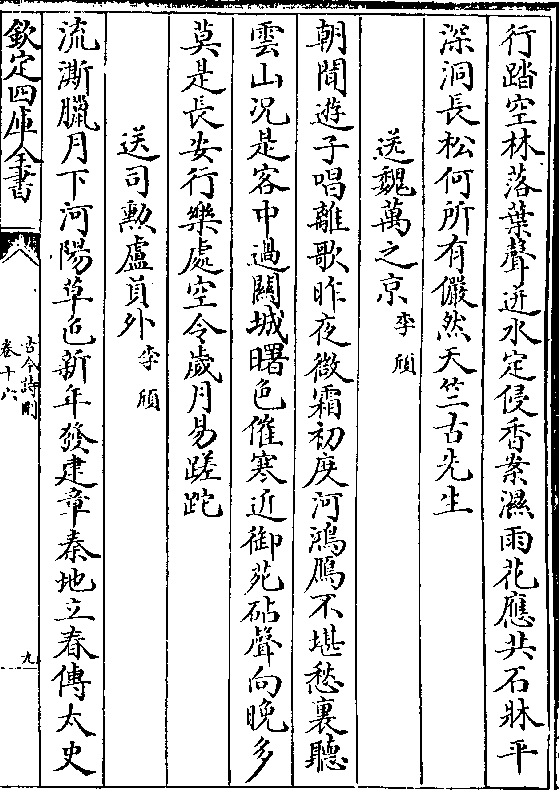 行踏空林落葉聲迸水定侵香案濕雨花應共石牀平
深洞長松何所有儼然天竺古先生
送魏萬之京李頎
朝聞遊子唱離歌昨夜微霜初度河鴻鴈不堪愁裏聽
雲山况是客中過關城曙色催寒近御苑砧聲向晚多
莫是長安行樂處空令歲月易蹉跎
送司勲盧員外李頎
流澌臘月下河陽草色新年發建章秦地立春傳太史
欽定四庫全書
古今詩刪
卷十六
九